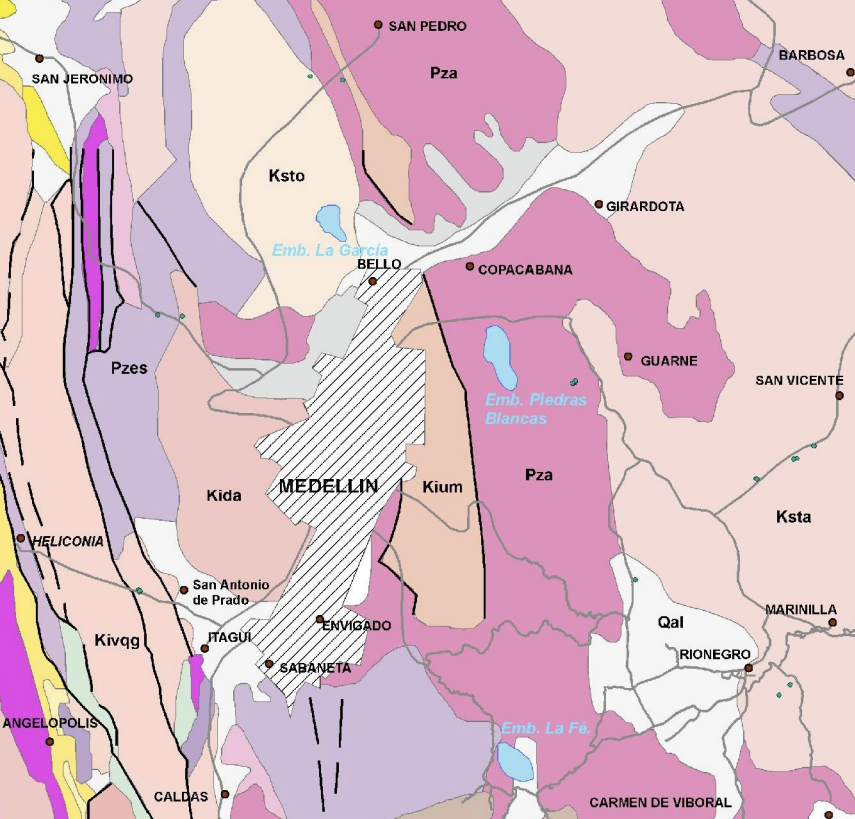 SAN PEDRO
BARBOSA
SAN JERONIMO
Pza
Ksto
GIRARDOTA
Emb. La García
BELLO
COPACABANA
Pzes
GUARNE
SAN VICENTE
Emb. Piedras
Blancas
Kida
MEDELLIN
Kium
Pza
Ksta
HELICONIA
San Antonio
de Prado
MARINILLA
Kivqg
ITAGUI
ENVIGADO
Qal
RIONEGRO
SABANETA
ANGELOPOLIS
Emb. La Fé.
CALDAS
CARMEN DE VIBORAL